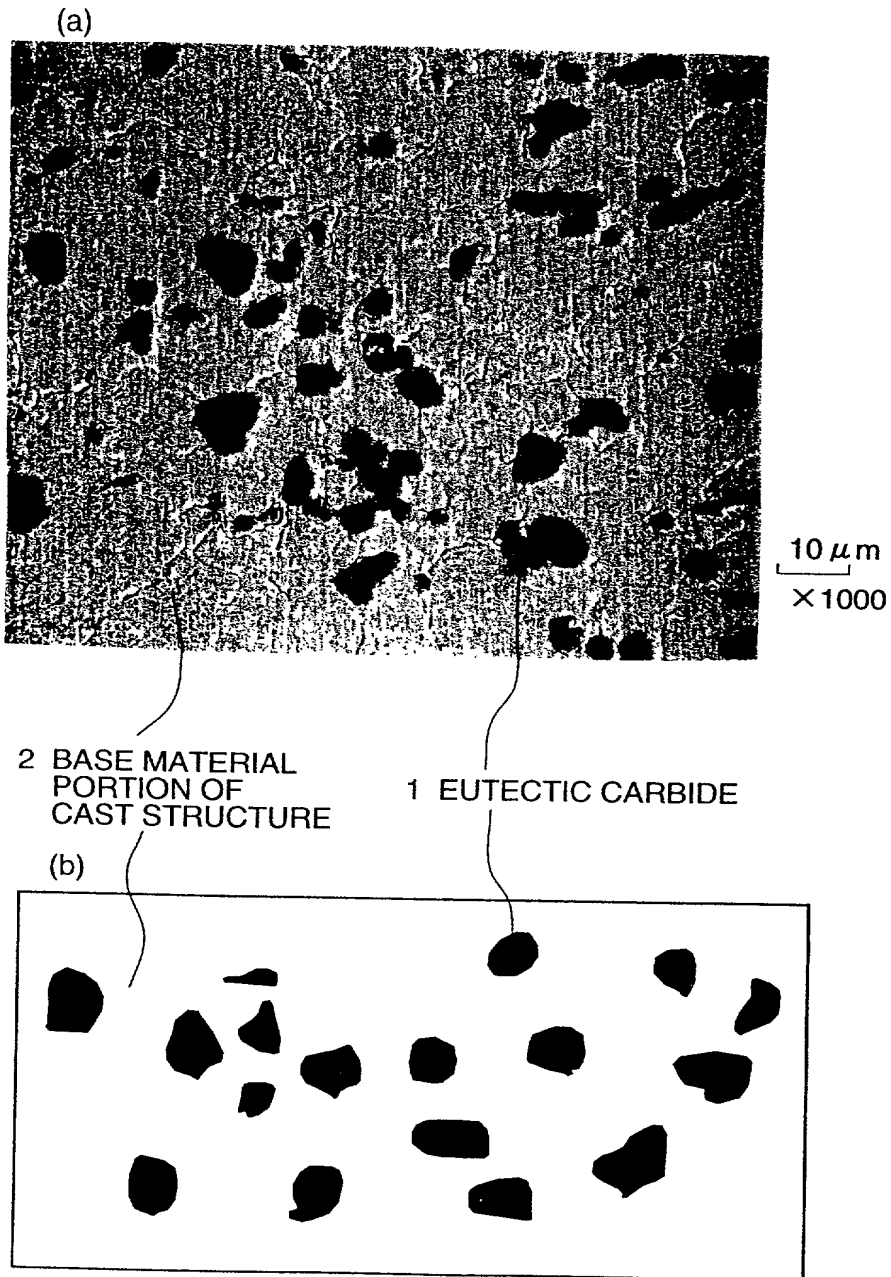 (a)
10 μm
×1000
2 BASE MATERIAL
PORTION OF
CAST STRUCTURE
1 EUTECTIC CARBIDE
(b)